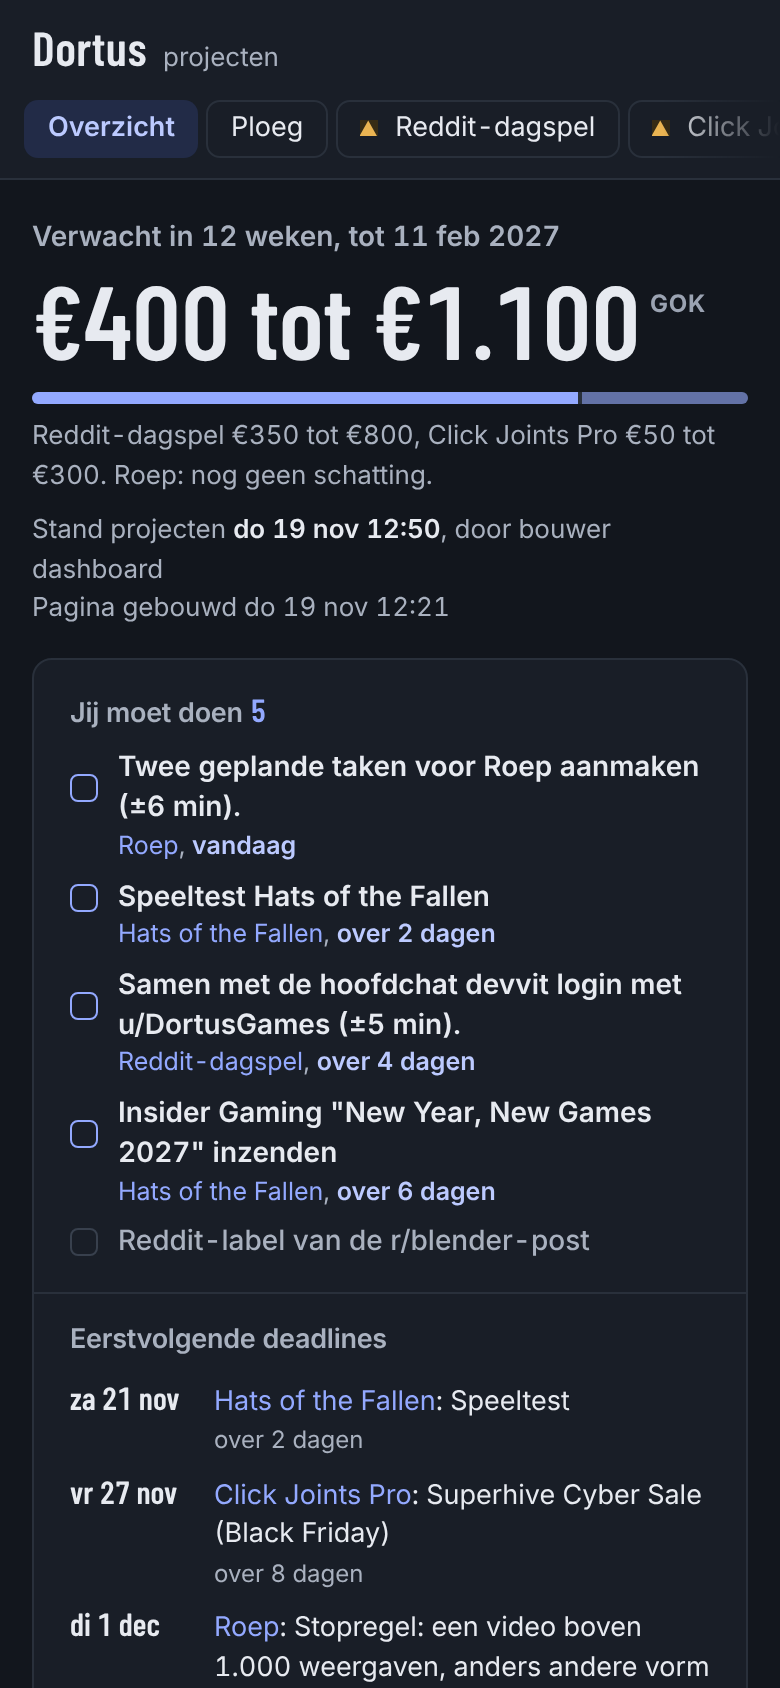 Dortus projecten
Overzicht Ploeg Reddit-dagspel Click J
Verwacht in 12 weken, tot 11 feb 2027
€400 tot €1.100 GOK
Reddit-dagspel €350 tot €800, Click Joints Pro €50 tot
€300. Roep: nog geen schatting.
Stand projecten do 19 nov 12:50, door bouwer
dashboard
Pagina gebouwd do 19 nov 12:21
Jij moet doen 5
Twee geplande taken voor Roep aanmaken
(±6 min).
Roep, vandaag
Speeltest Hats of the Fallen
Hats of the Fallen, over 2 dagen
Samen met de hoofdchat devvit login met
u/DortusGames (±5 min).
Reddit-dagspel, over 4 dagen
Insider Gaming "New Year, New Games
2027" inzenden
Hats of the Fallen, over 6 dagen
Reddit-label van de r/blender-post
Eerstvolgende deadlines
za 21 nov Hats of the Fallen: Speeltest
over 2 dagen
vr 27 nov Click Joints Pro: Superhive Cyber Sale
(Black Friday)
over 8 dagen
di 1 dec Roep: Stopregel: een video boven
1.000 weergaven, anders andere vorm